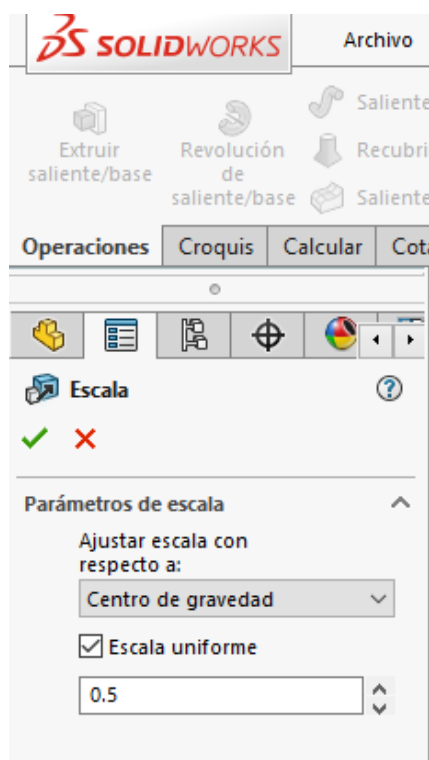 SOLIDWORKS
Archivo
Extruir
saliente/base
Revolución
de
saliente/base
Saliente
Recubri
Saliente
Operaciones
Croquis
Calcular
Cota
Escala
?
Parámetros de escala
Ajustar escala con
respecto a:
Centro de gravedad
Escala uniforme
0.5